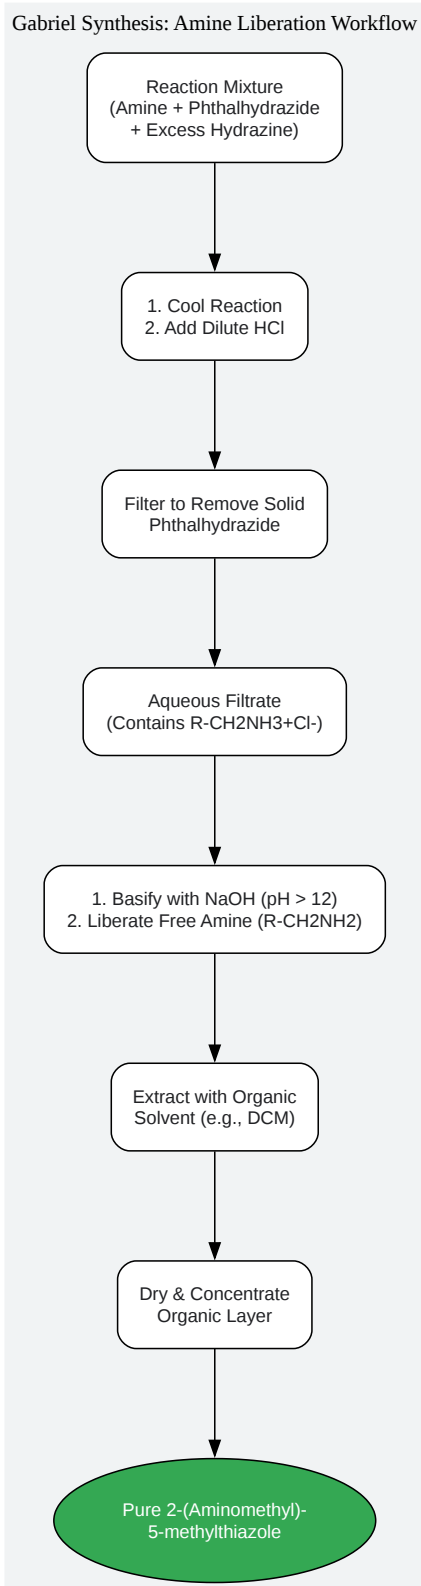 Gabriel Synthesis: Amine Liberation Workflow
Reaction Mixture
(Amine + Phthalhydrazide
+ Excess Hydrazine)
1. Cool Reaction
2. Add Dilute HCl
Filter to Remove Solid
Phthalhydrazide
Aqueous Filtrate
(Contains R-CH2NH3+Cl-)
1. Basify with NaOH (pH > 12)
2. Liberate Free Amine (R-CH2NH2)
Extract with Organic
Solvent (e.g., DCM)
Dry & Concentrate
Organic Layer
Pure 2-(Aminomethyl)-
5-methylthiazole